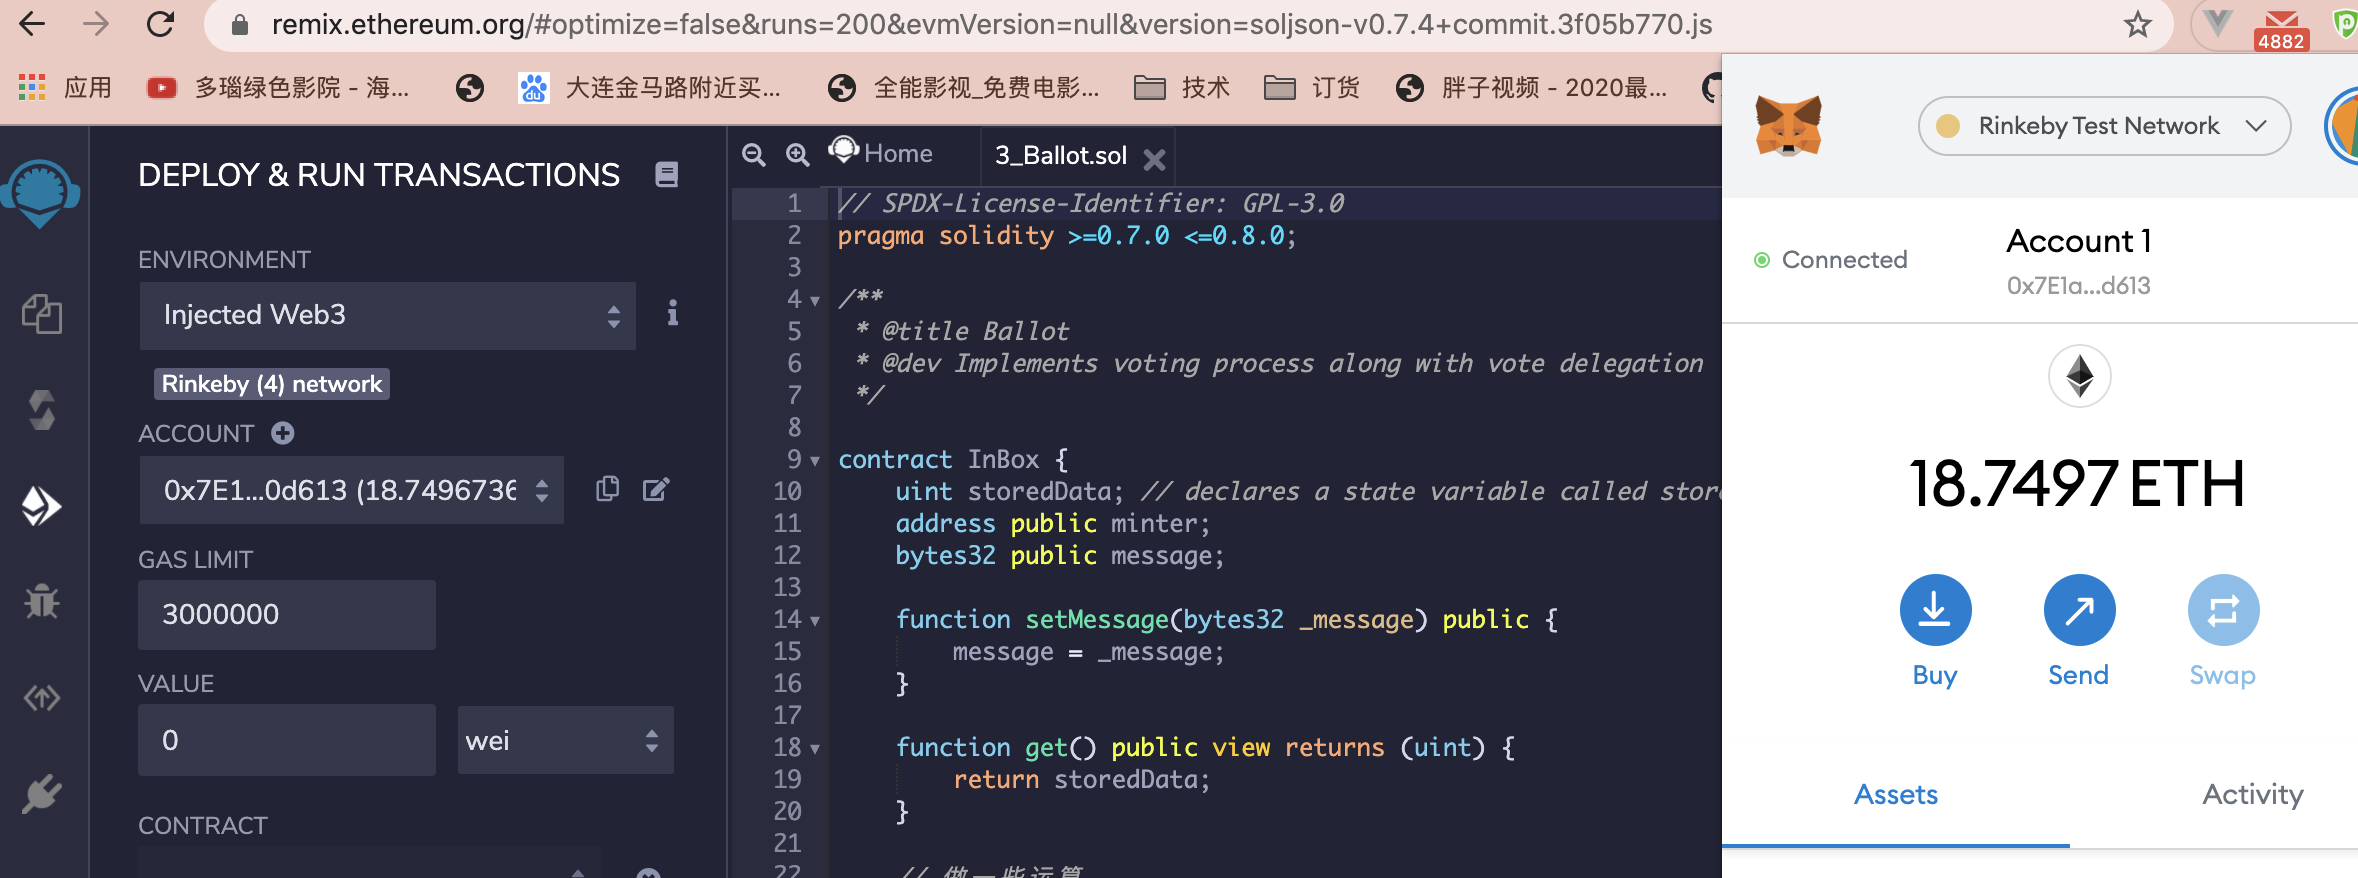 remix.ethereum.org/#optimize=false&runs=200&evmVersion=null&version=soljson-v0.7.4+commit.3f05b770.js
4882
应用
多瑙绿色影院 - 海...
du
大连金马路附近买...
全能影视_免费电影...
技术
订货
胖子视频 - 2020最...
DEPLOY & RUN TRANSACTIONS
ENVIRONMENT
Injected Web3
i
Rinkeby (4) network
ACCOUNT
0x7E1...0d613 (18.7496736
GAS LIMIT
3000000
VALUE
0
wei
CONTRACT
Home
3_Ballot.sol
1 // SPDX-License-Identifier: GPL-3.0
2 pragma solidity >=0.7.0 <=0.8.0;
3
4 /**
5 * @title Ballot
6 * @dev Implements voting process along with vote delegation
7 */
8
9 contract InBox {
10 uint storedData; // declares a state variable called stor
11 address public minter;
12 bytes32 public message;
13
14 function setMessage(bytes32 _message) public {
15 message = _message;
16 }
17
18 function get() public view returns (uint) {
19 return storedData;
20 }
21
22 // 做一些运算
Rinkeby Test Network
Connected
Account 1
0x7E1a...d613
18.7497 ETH
Buy
Send
Swap
Assets
Activity